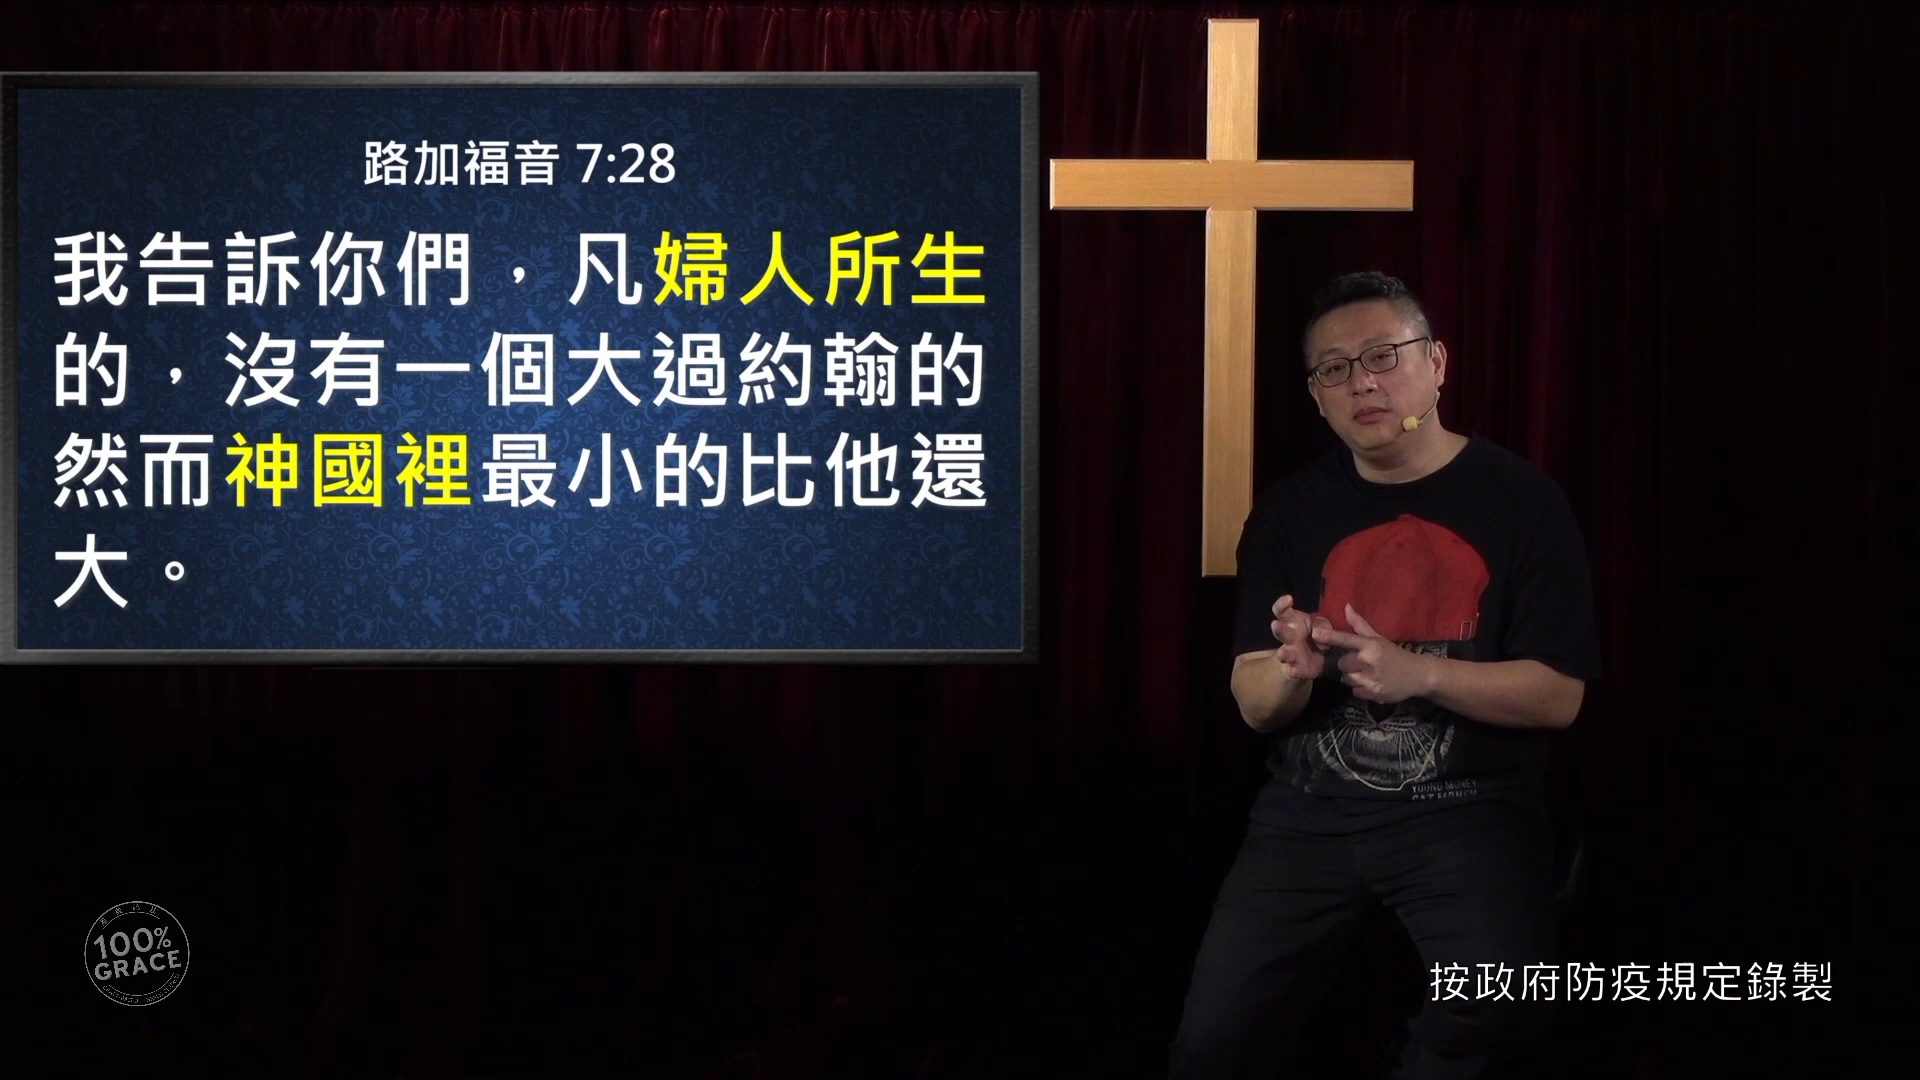 路加福音 7:28
我告訴你們，凡婦人所生
的，沒有一個大過約翰的
然而神國裡最小的比他還
大。
100%
GRACE
YOUNG MONEY
按政府防疫規定錄製